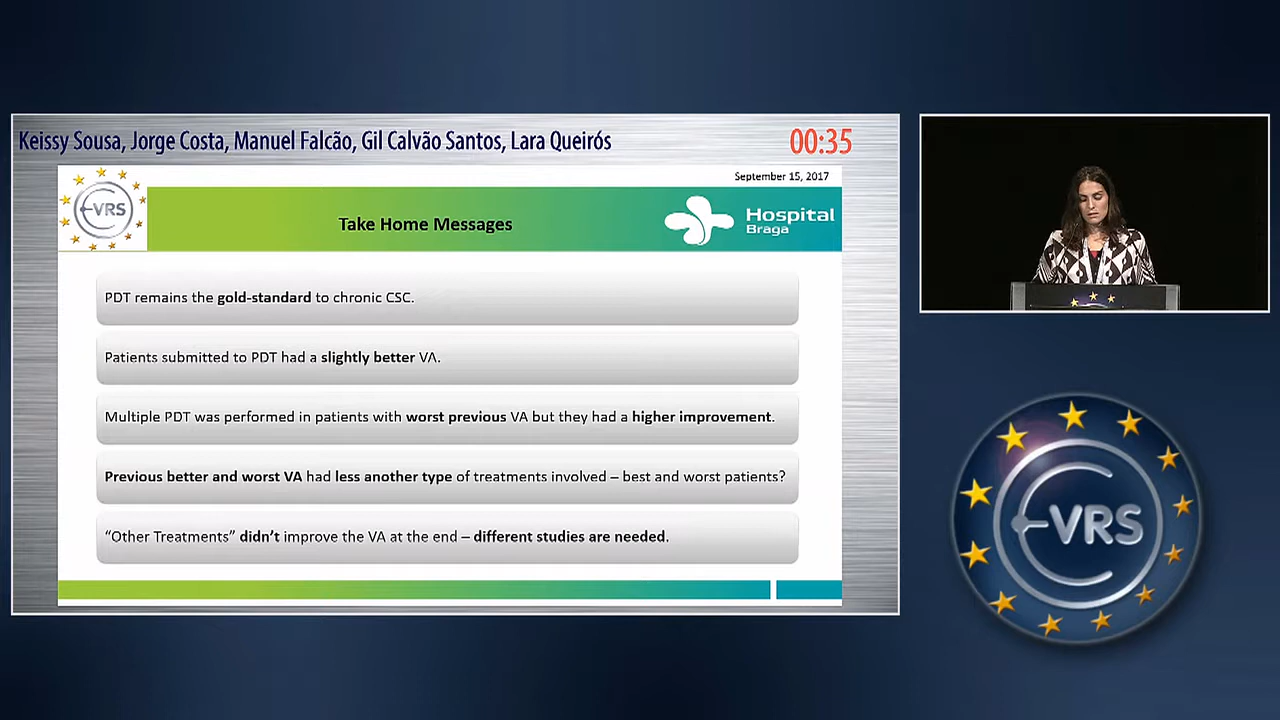 Keissy Sousa, Jorge Costa, Manuel Falcão, Gil Calvão Santos, Lara Queirós
00:35
September 15, 2017
EVRS
Take Home Messages
Hospital
Braga
PDT remains the gold-standard to chronic CSC.
Patients submitted to PDT had a slightly better VA.
Multiple PDT was performed in patients with worst previous VA but they had a higher improvement.
Previous better and worst VA had less another type of treatments involved – best and worst patients?
“Other Treatments” didn’t improve the VA at the end – different studies are needed.
EVRS